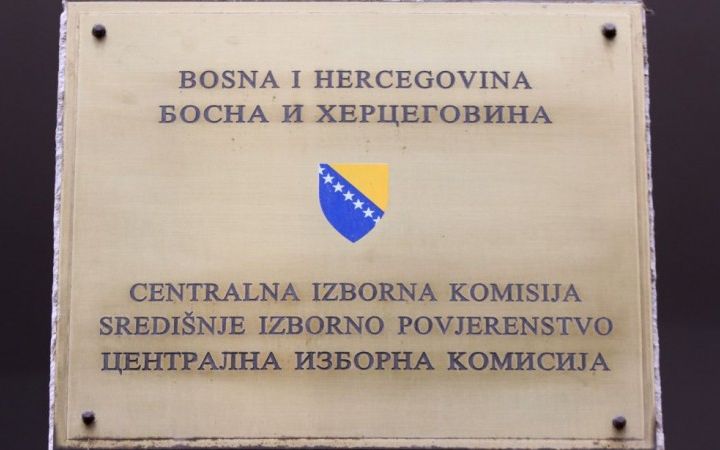 BOSNA I HERCEGOVINA
БОСНА И ХЕРЦЕГОВИНА
CENTRALNA IZBORNA KOMISIJA
SREDIŠNJE IZBORNO POVJERENSTVO
ЦЕНТРАЛНА ИЗБОРНА КОМИСИЈА